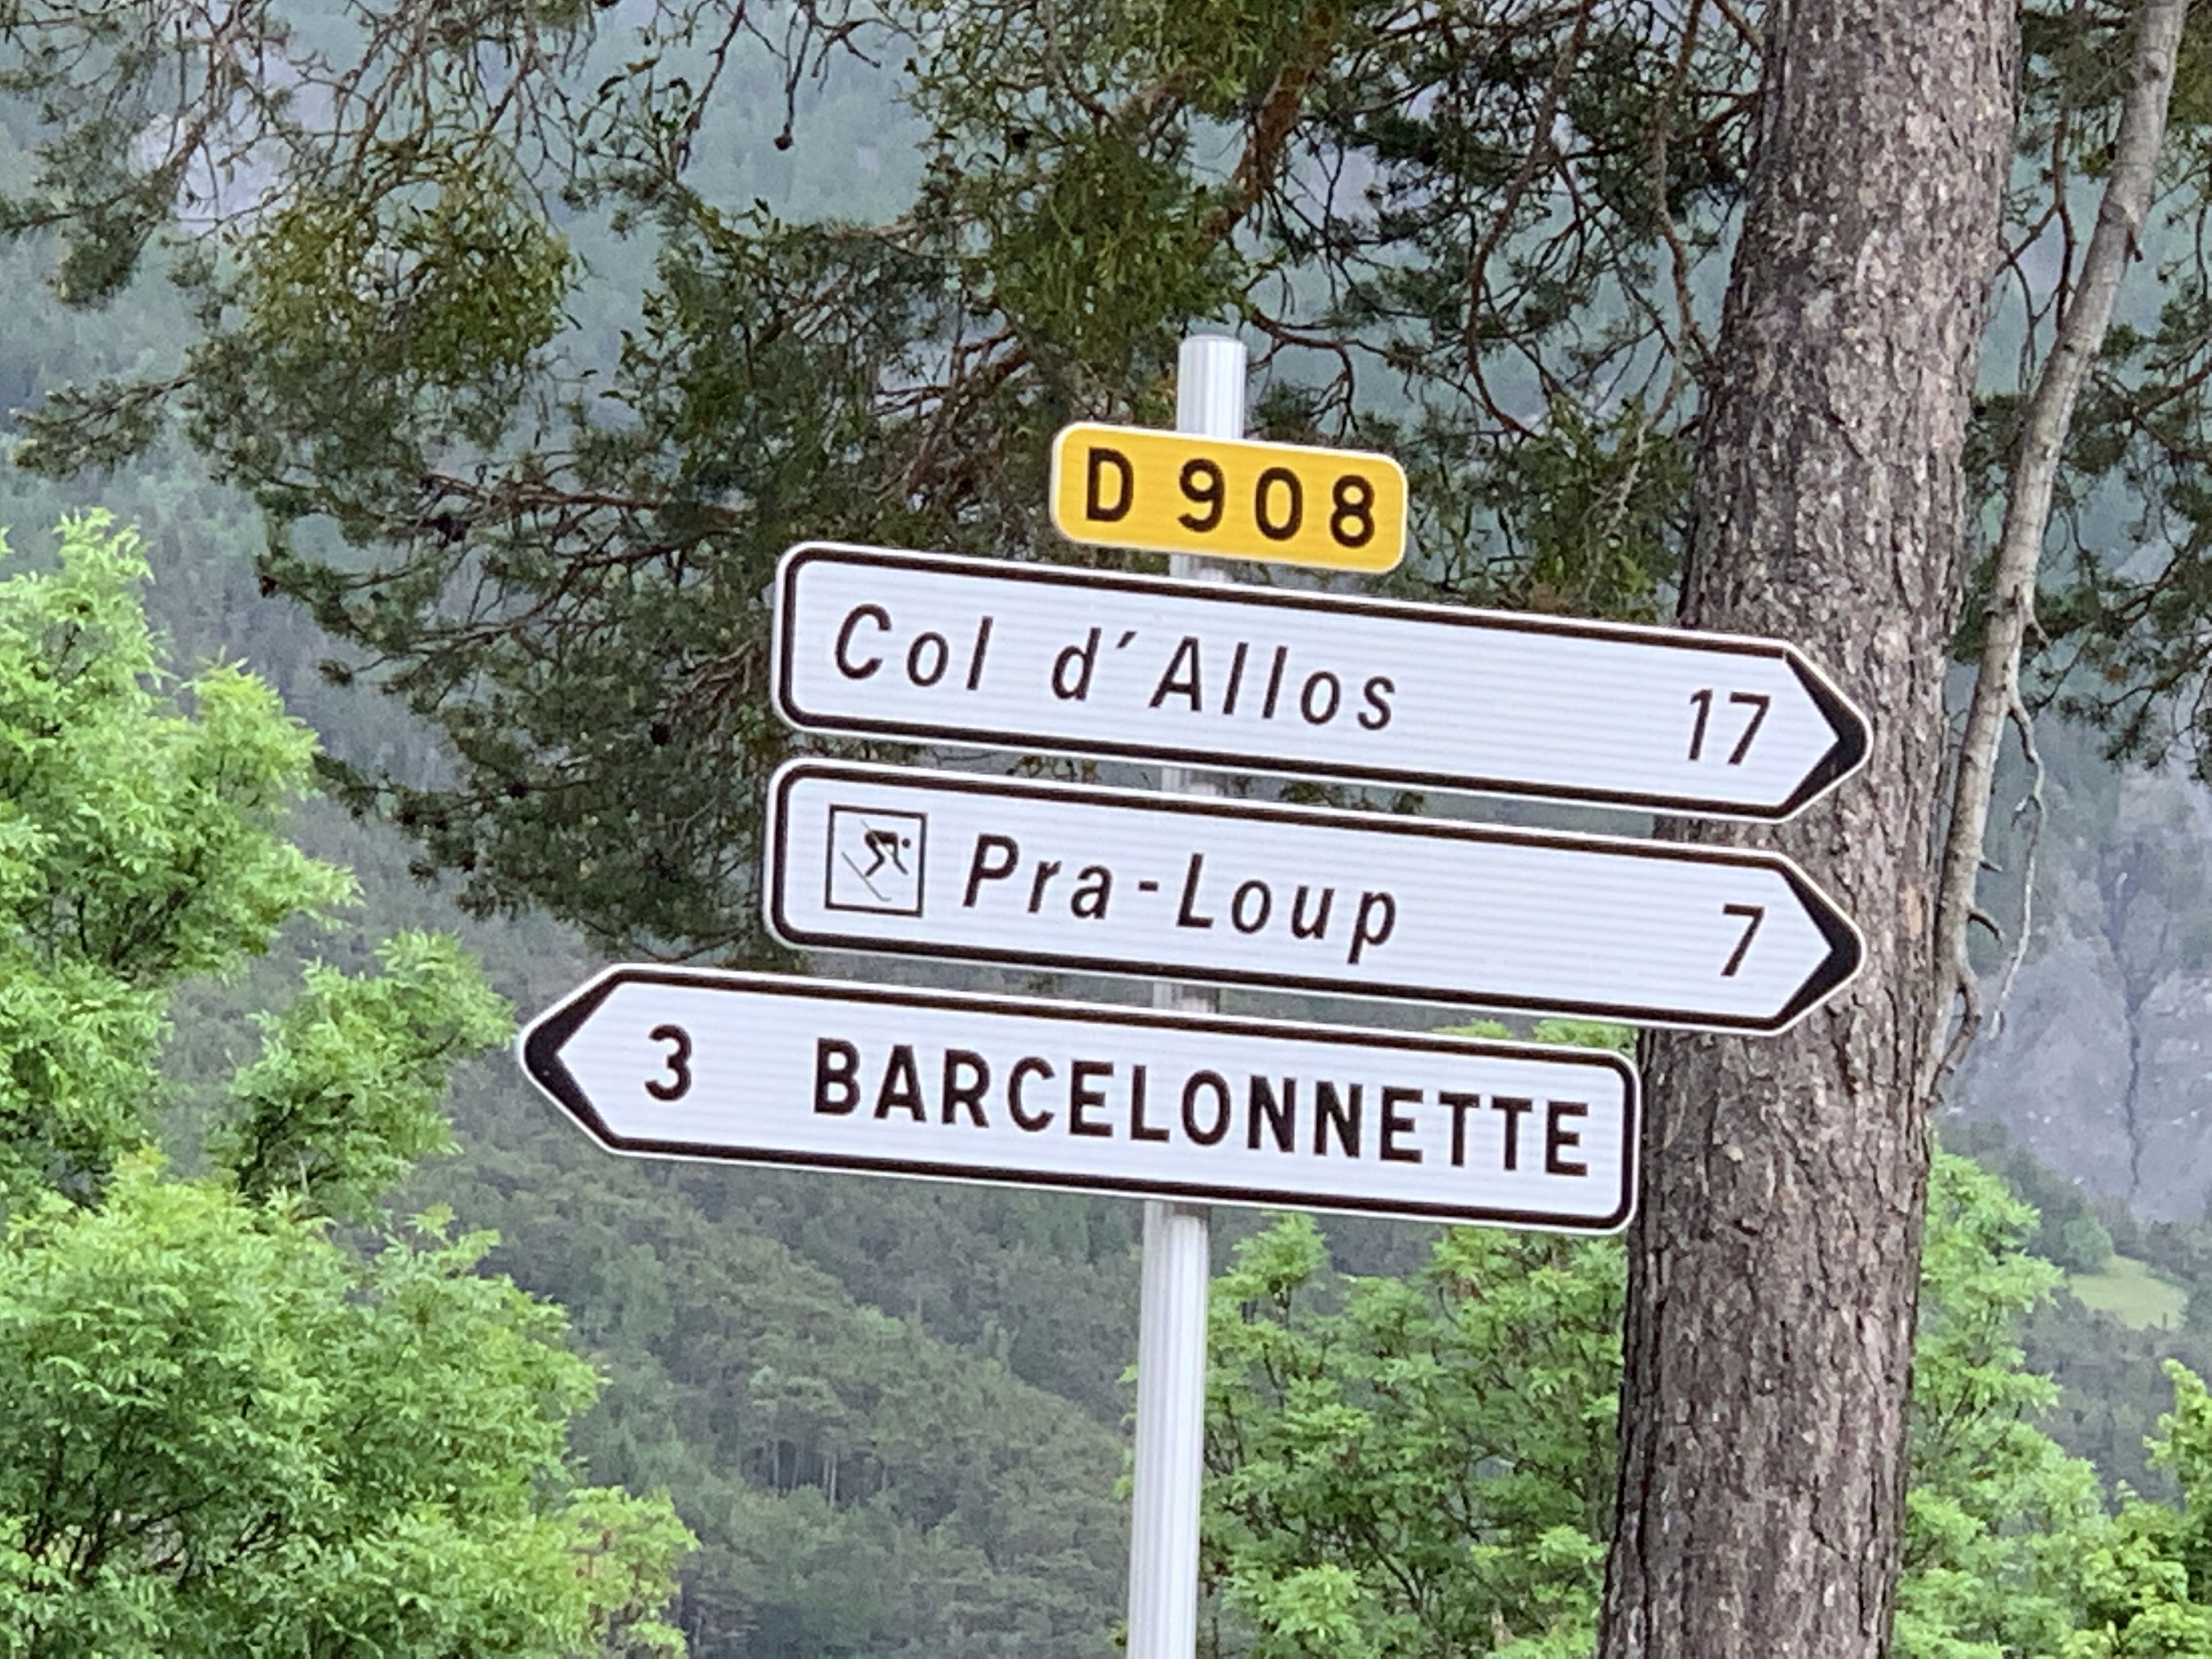 D 908
Col d'Allos 17
Pra-Loup 7
3 BARCELONNETTE